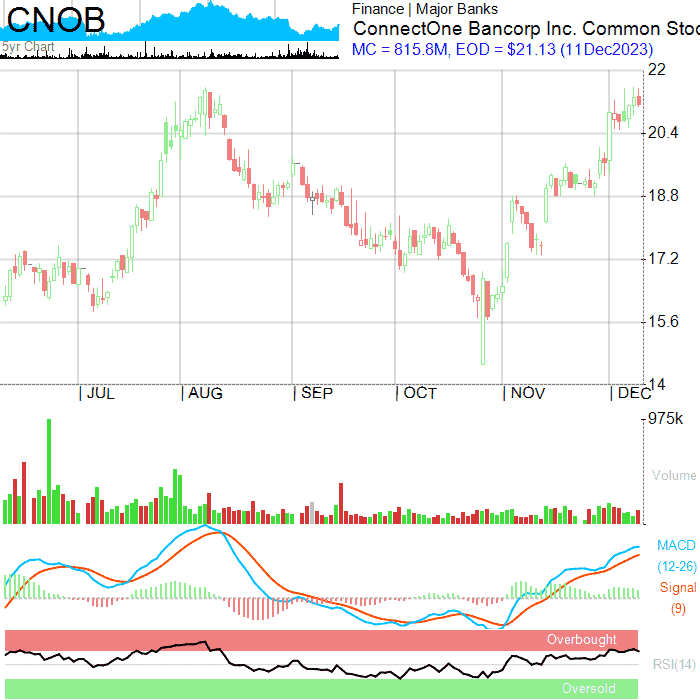 CNOB
5yr Chart
Finance | Major Banks
ConnectOne Bancorp Inc. Common Stoc
MC = 815.8M, EOD = $21.13 (11Dec2023)
22
20.4
18.8
17.2
15.6
14
| JUL | AUG | SEP | OCT | NOV | DEC
975k
Volume
MACD
(12-26)
Signal
(9)
Overbought
RSI(14)
Oversold